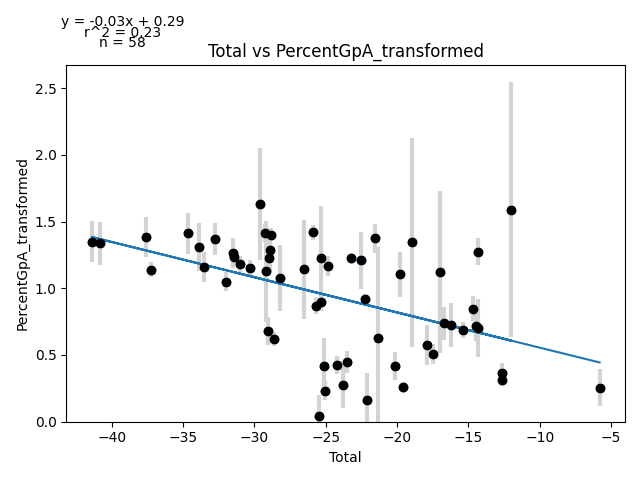 y = -0.03x + 0.29
r^2 = 0.23
n = 58
Total vs PercentGpA_transformed
PercentGpA_transformed
2.5
2.0
1.5
1.0
0.5
0.0
−40
−35
−30
−25
−20
−15
−10
−5
Total